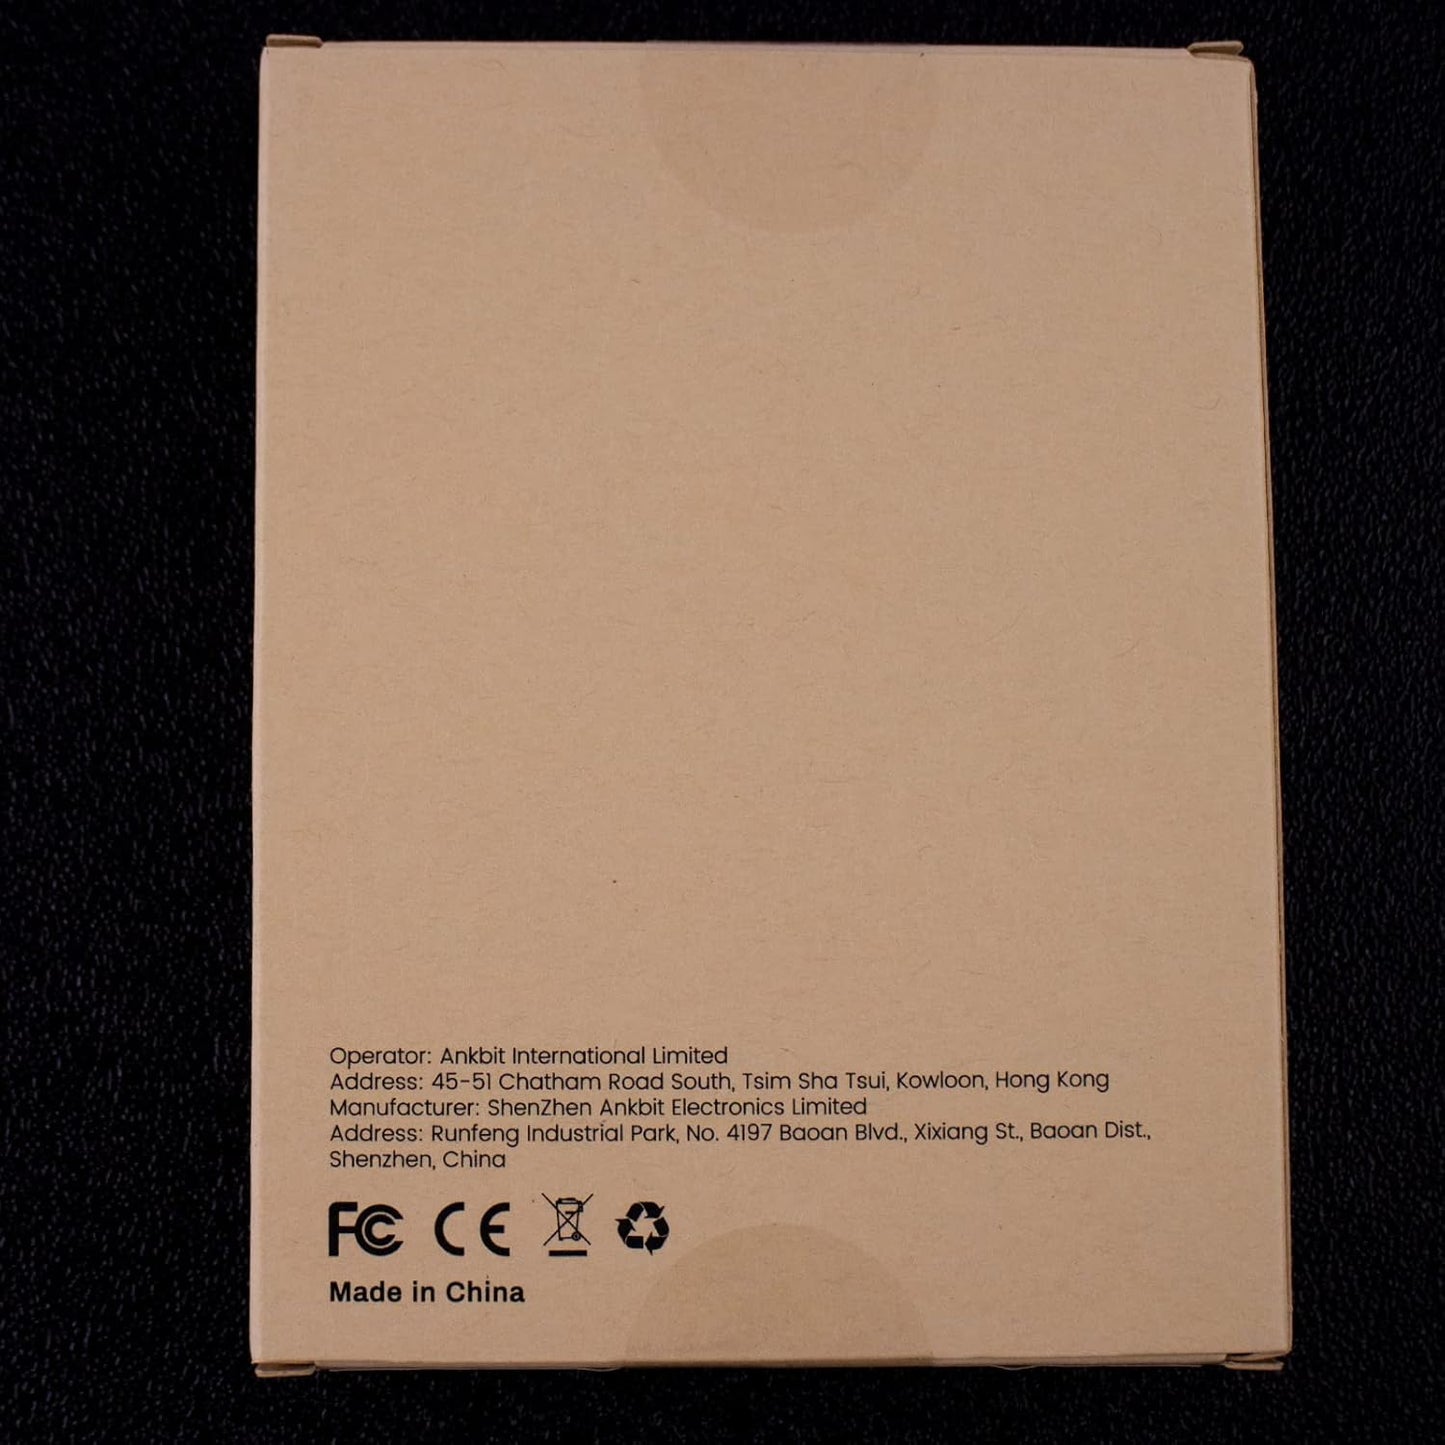 Operator: Ankbit International Limited
Address: 45-51 Chatham Road South, Tsim Sha Tsui, Kowloon, Hong Kong
Manufacturer: ShenZhen Ankbit Electronics Limited
Address: Runfeng Industrial Park, No. 4197 Baoan Blvd., Xixiang St., Baoan Dist.,
Shenzhen, China
FC CE
Made in China